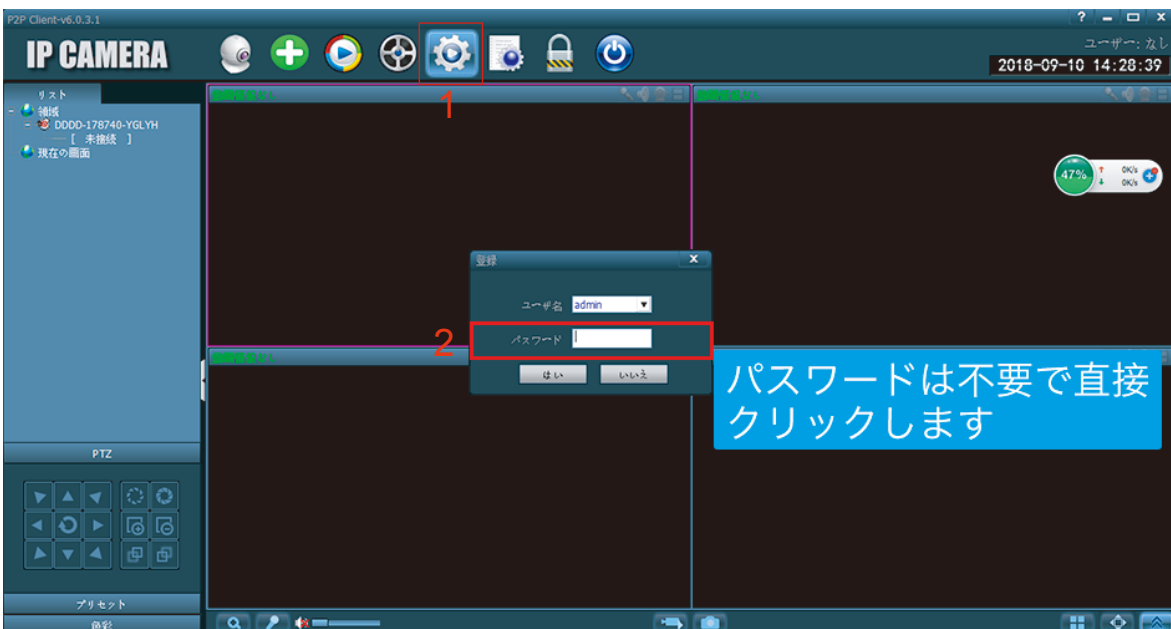 P2P Client-v6.0.3.1
IP CAMERA
ユーザー: なし
2018-09-10 14:28:39
リスト
領域
DDDD-178740-YGLYH
[ 未接続 ]
現在の画面
1
47%
0K/s
0K/s
登録
ユーザ名
admin
2
パスワード
はい
いいえ
パスワードは不要で直接
クリックします
PTZ
プリセット
色彩